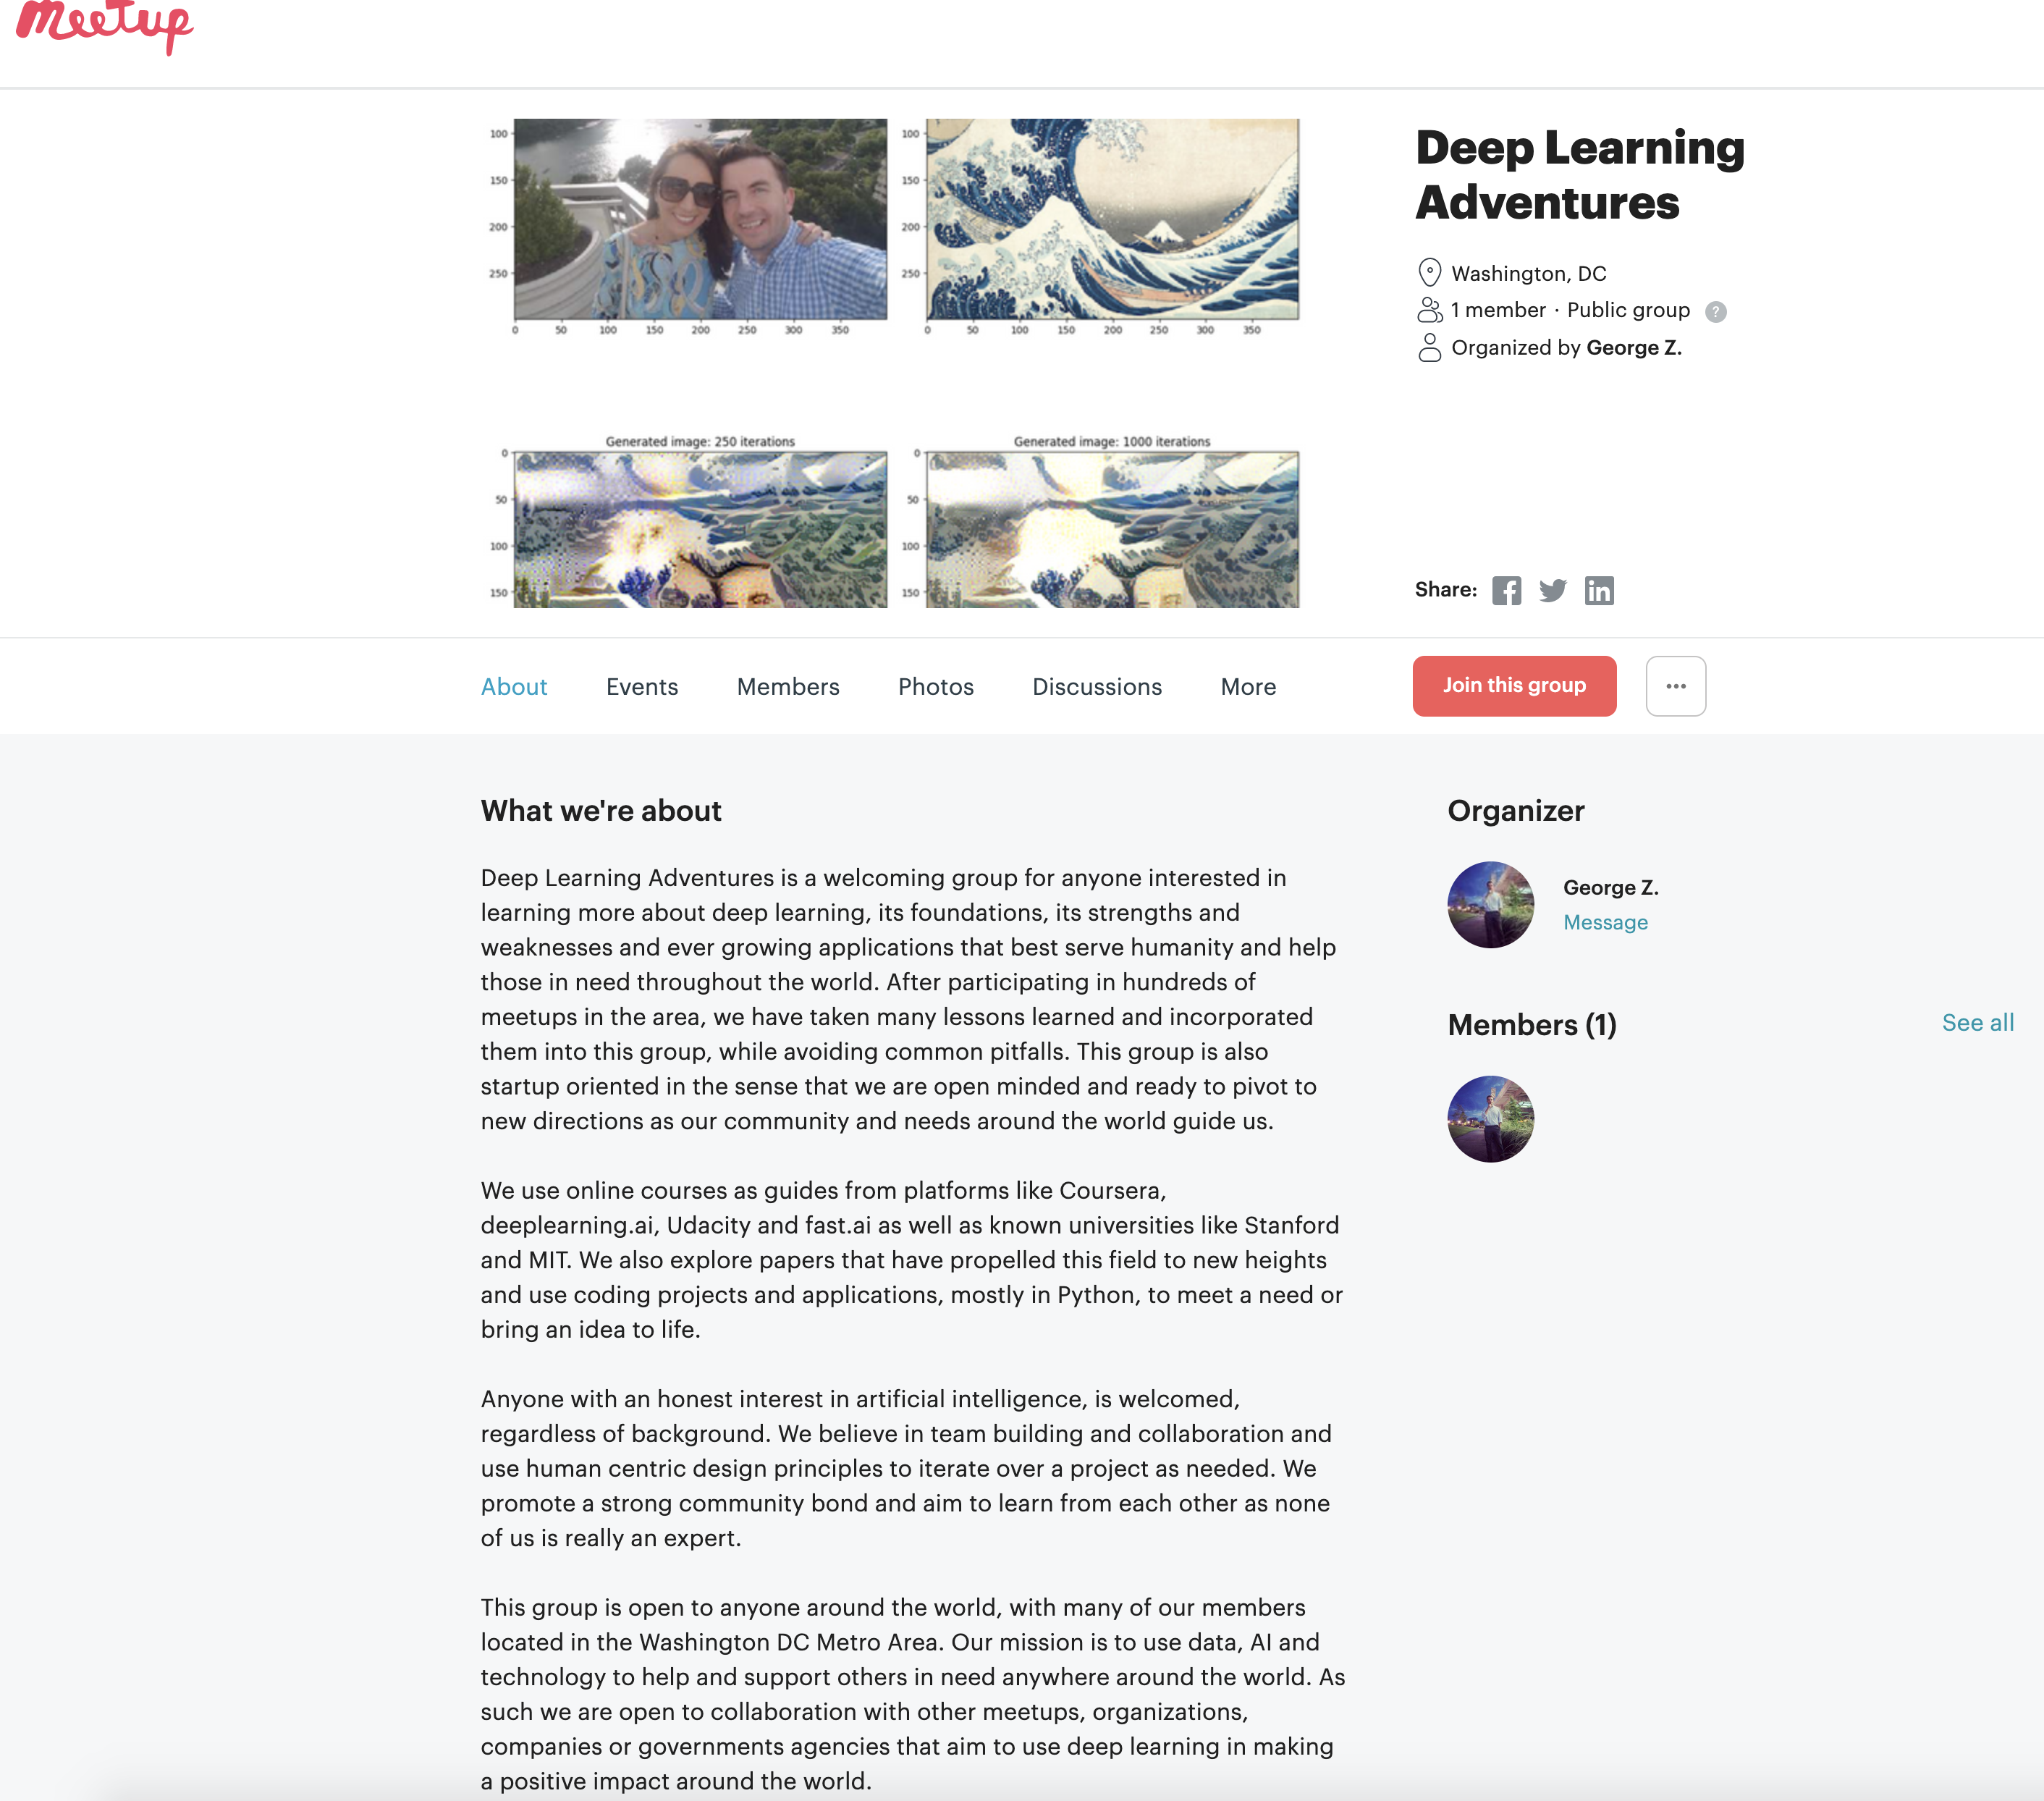 Meetup
100
150
200
250
0 50 100 150 200 250 300 350
100
150
200
250
0 50 100 150 200 250 300 350
Generated image: 250 iterations
0
50
100
150
Generated image: 1000 iterations
0
50
100
150
Deep Learning
Adventures
Washington, DC
1 member · Public group ?
Organized by George Z.
Share:
About Events Members Photos Discussions More
Join this group
What we're about
Deep Learning Adventures is a welcoming group for anyone interested in
learning more about deep learning, its foundations, its strengths and
weaknesses and ever growing applications that best serve humanity and help
those in need throughout the world. After participating in hundreds of
meetups in the area, we have taken many lessons learned and incorporated
them into this group, while avoiding common pitfalls. This group is also
startup oriented in the sense that we are open minded and ready to pivot to
new directions as our community and needs around the world guide us.
We use online courses as guides from platforms like Coursera,
deeplearning.ai, Udacity and fast.ai as well as known universities like Stanford
and MIT. We also explore papers that have propelled this field to new heights
and use coding projects and applications, mostly in Python, to meet a need or
bring an idea to life.
Anyone with an honest interest in artificial intelligence, is welcomed,
regardless of background. We believe in team building and collaboration and
use human centric design principles to iterate over a project as needed. We
promote a strong community bond and aim to learn from each other as none
of us is really an expert.
This group is open to anyone around the world, with many of our members
located in the Washington DC Metro Area. Our mission is to use data, AI and
technology to help and support others in need anywhere around the world. As
such we are open to collaboration with other meetups, organizations,
companies or governments agencies that aim to use deep learning in making
a positive impact around the world.
Organizer
George Z.
Message
Members (1)
See all